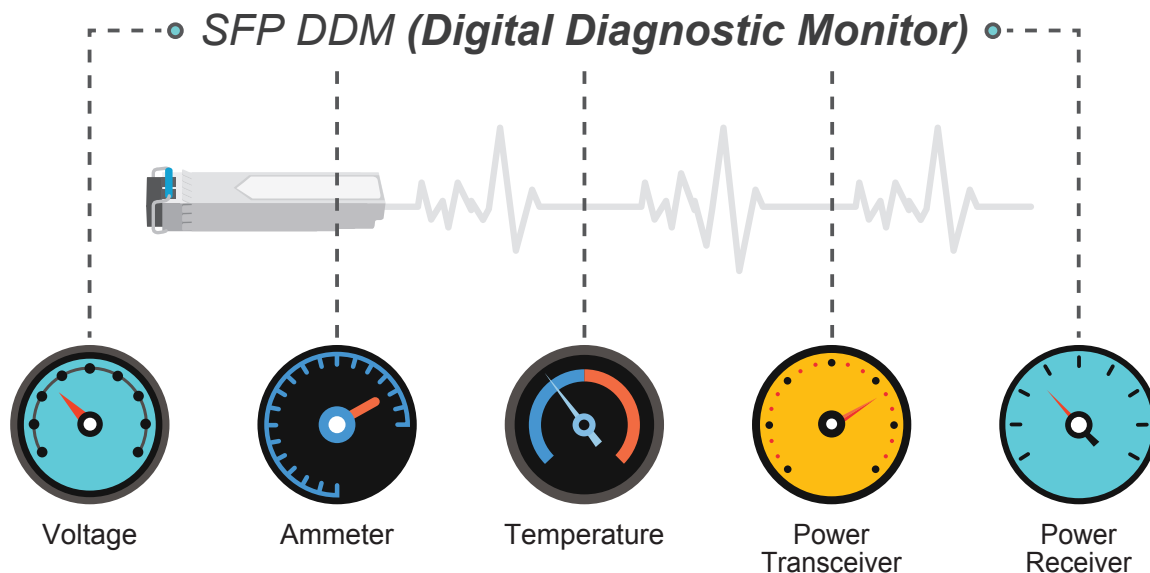 SFP DDM (Digital Diagnostic Monitor)
Voltage
Ammeter
Temperature
Power
Transceiver
Power
Receiver